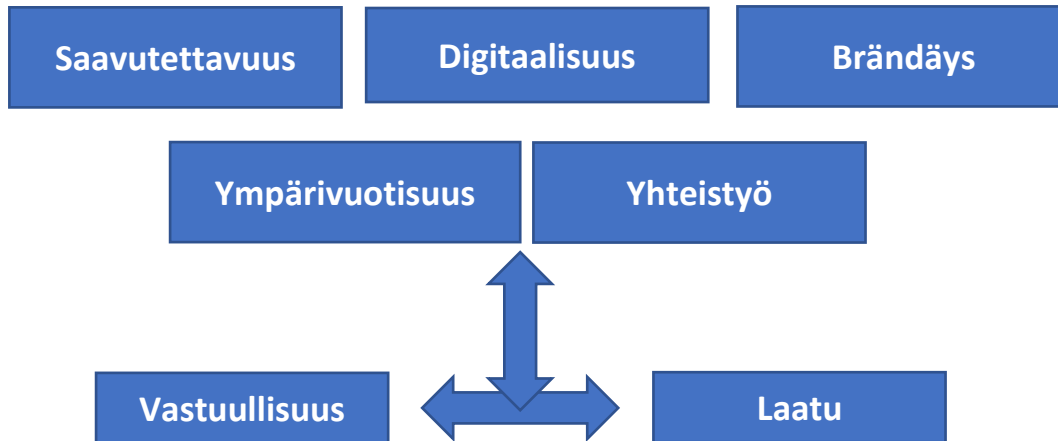 Saavutettavuus
Digitaalisuus
Brändäys
Ympärivuotisuus
Yhteistyö
Vastuullisuus
Laatu